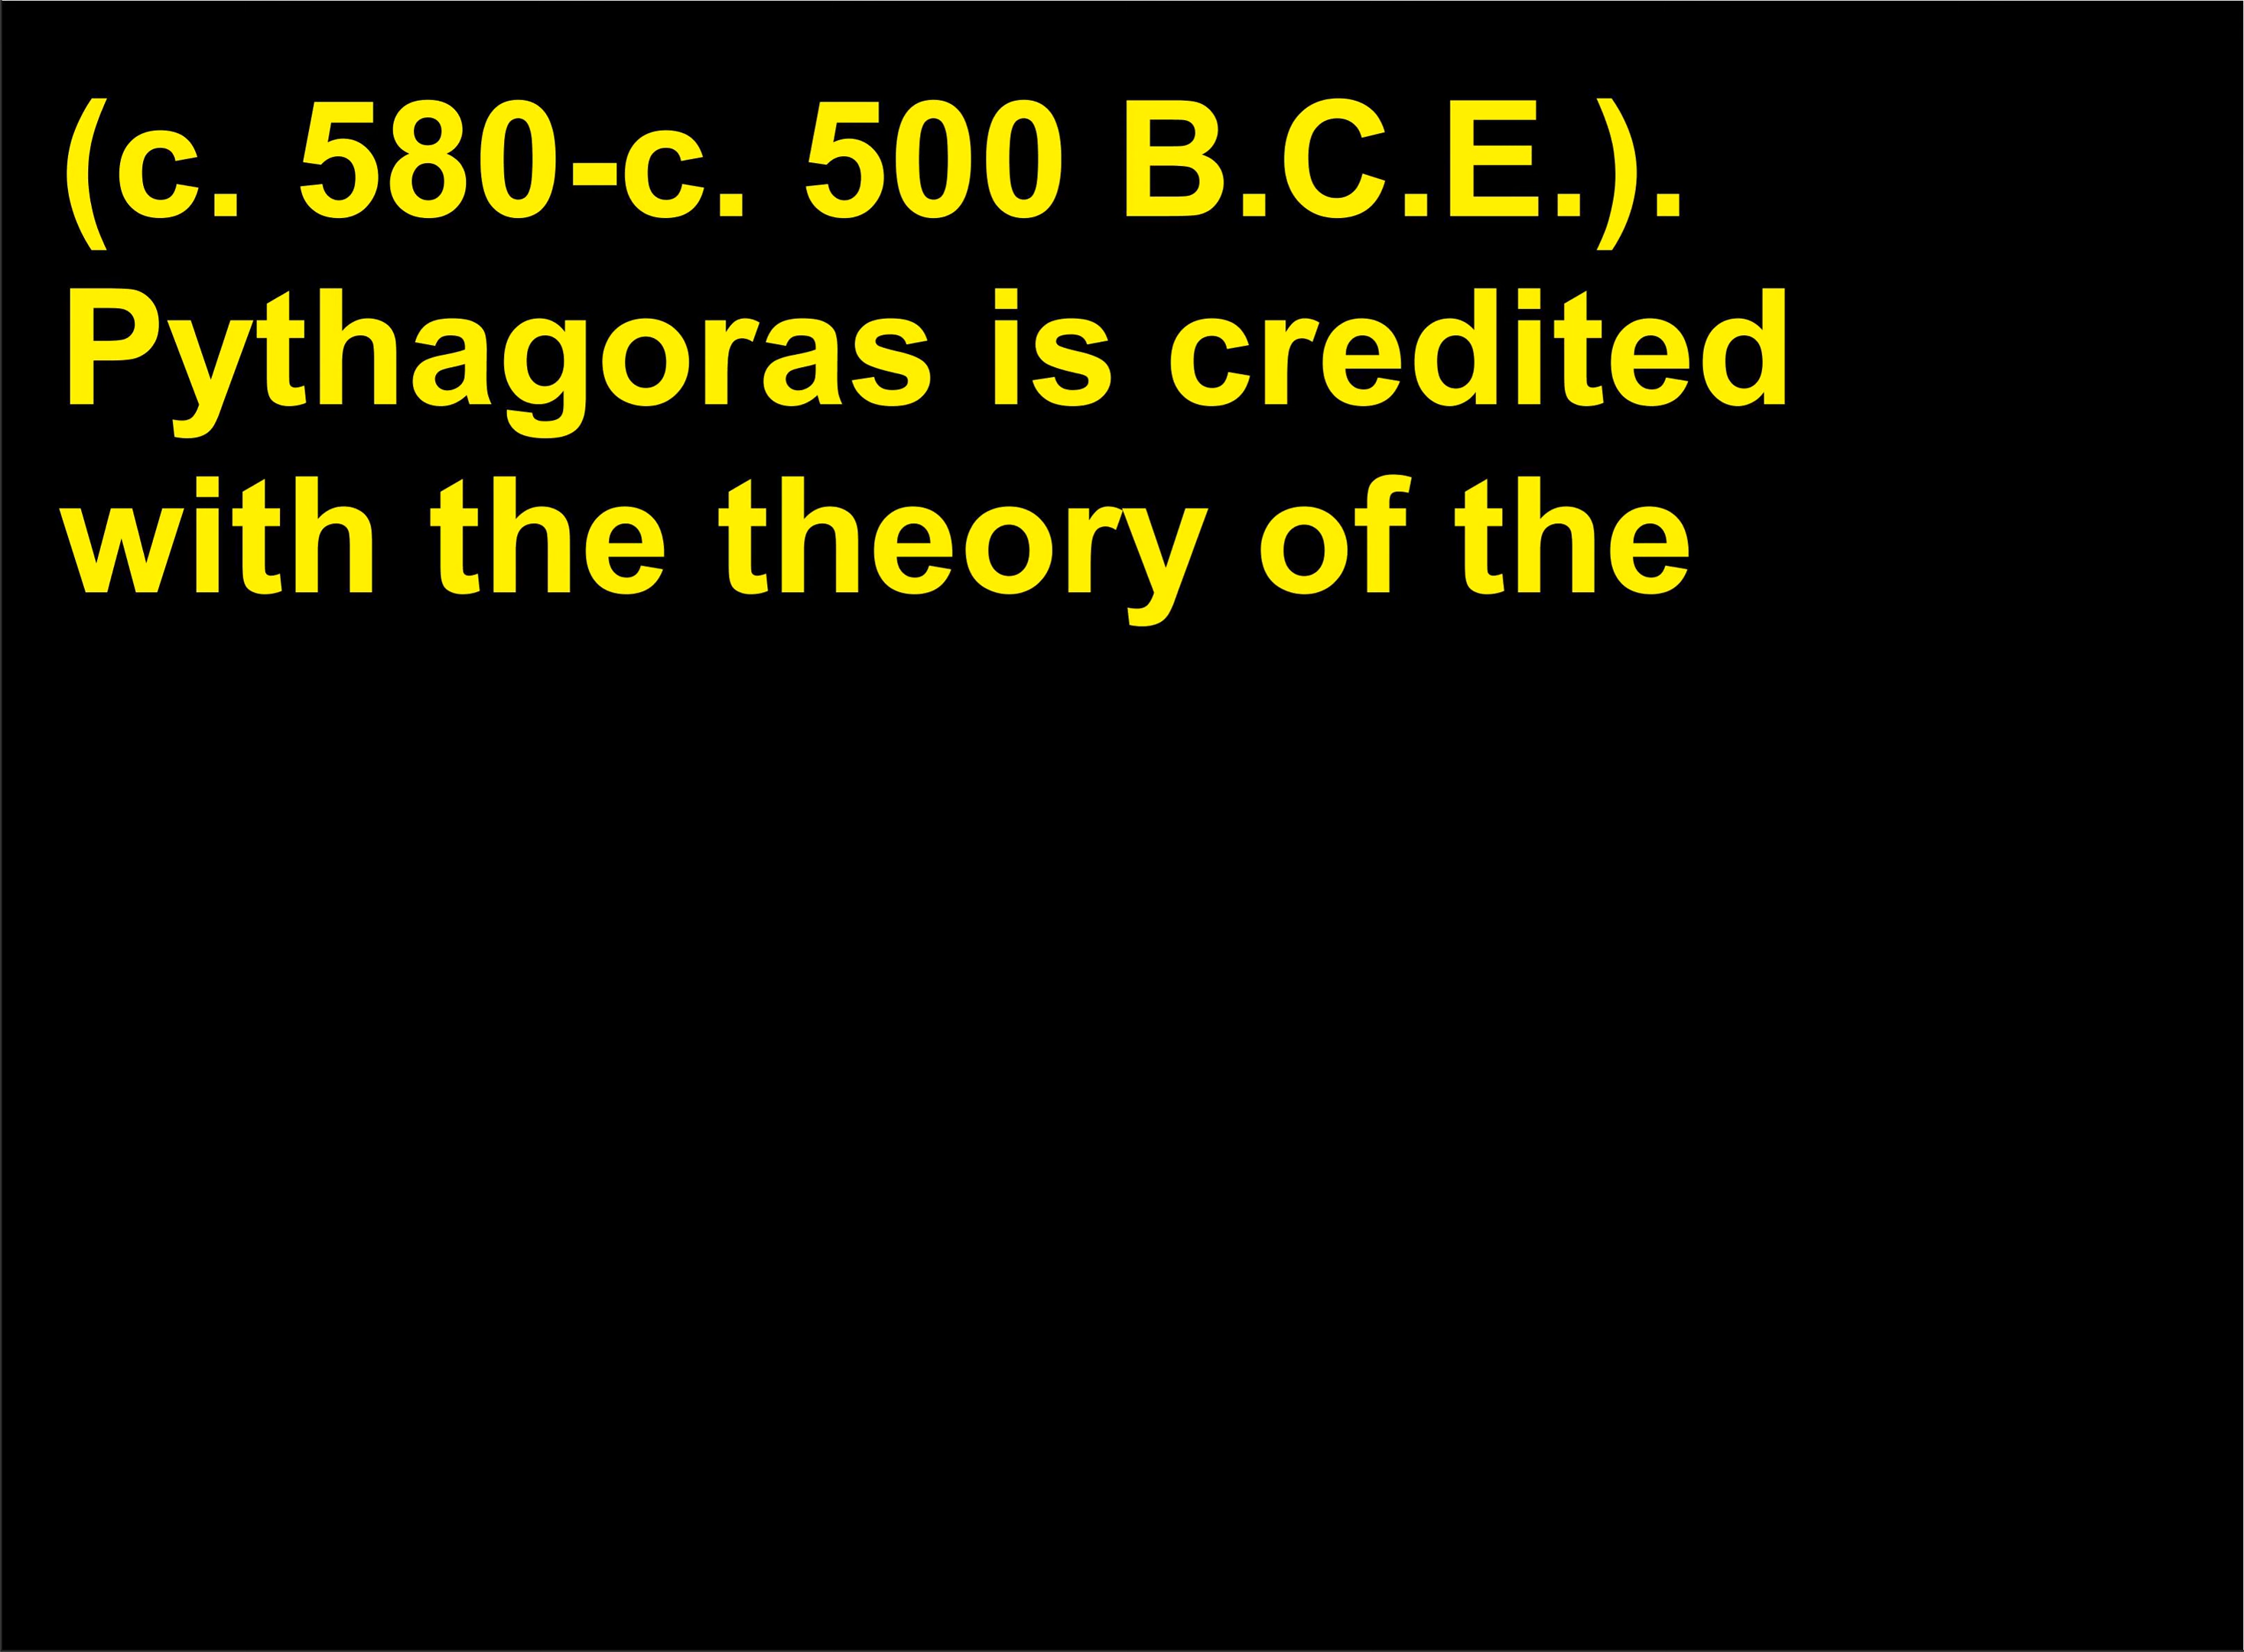 (c. 580-c. 500 B.C.E.).
Pythagoras is credited
with the theory of the